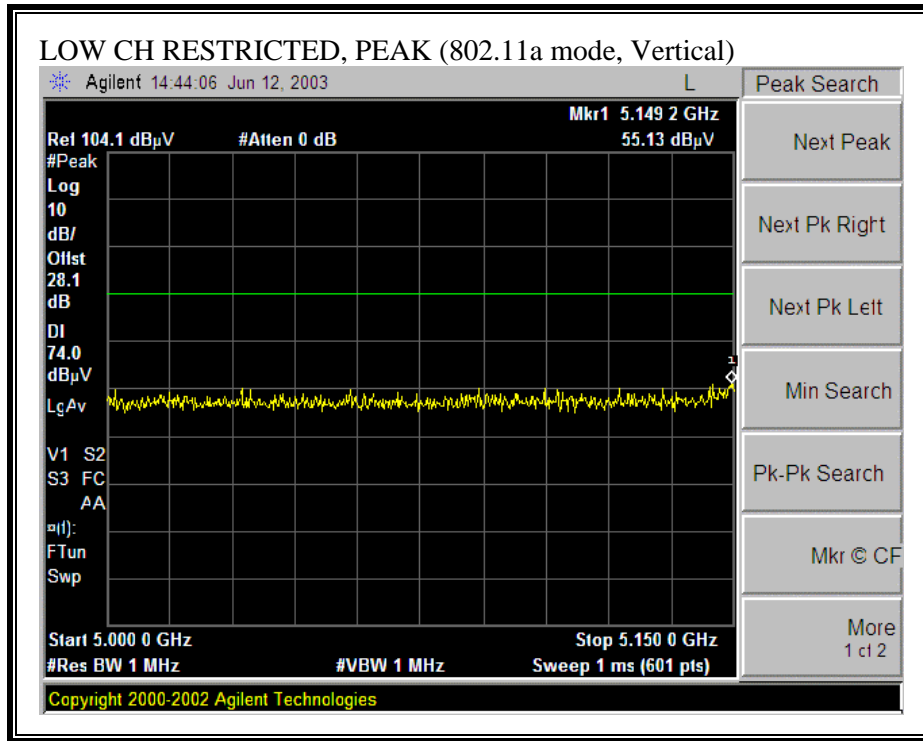 LOW CH RESTRICTED, PEAK (802.11a mode, Vertical)
Agilent 14:44:06 Jun 12, 2003 L
Peak Search
Mkr1 5.149 2 GHz
Ref 104.1 dBµV #Atten 0 dB 55.13 dBµV
#Peak
Log
10
dB/
Offst
28.1
dB
DI
74.0
dBµV
LgAv
V1 S2
S3 FC
AA
¤(f):
FTun
Swp
1
Start 5.000 0 GHz Stop 5.150 0 GHz
#Res BW 1 MHz #VBW 1 MHz Sweep 1 ms (601 pts)
Copyright 2000-2002 Agilent Technologies
Next Peak
Next Pk Right
Next Pk Left
Min Search
Pk-Pk Search
Mkr © CF
More
1 of 2